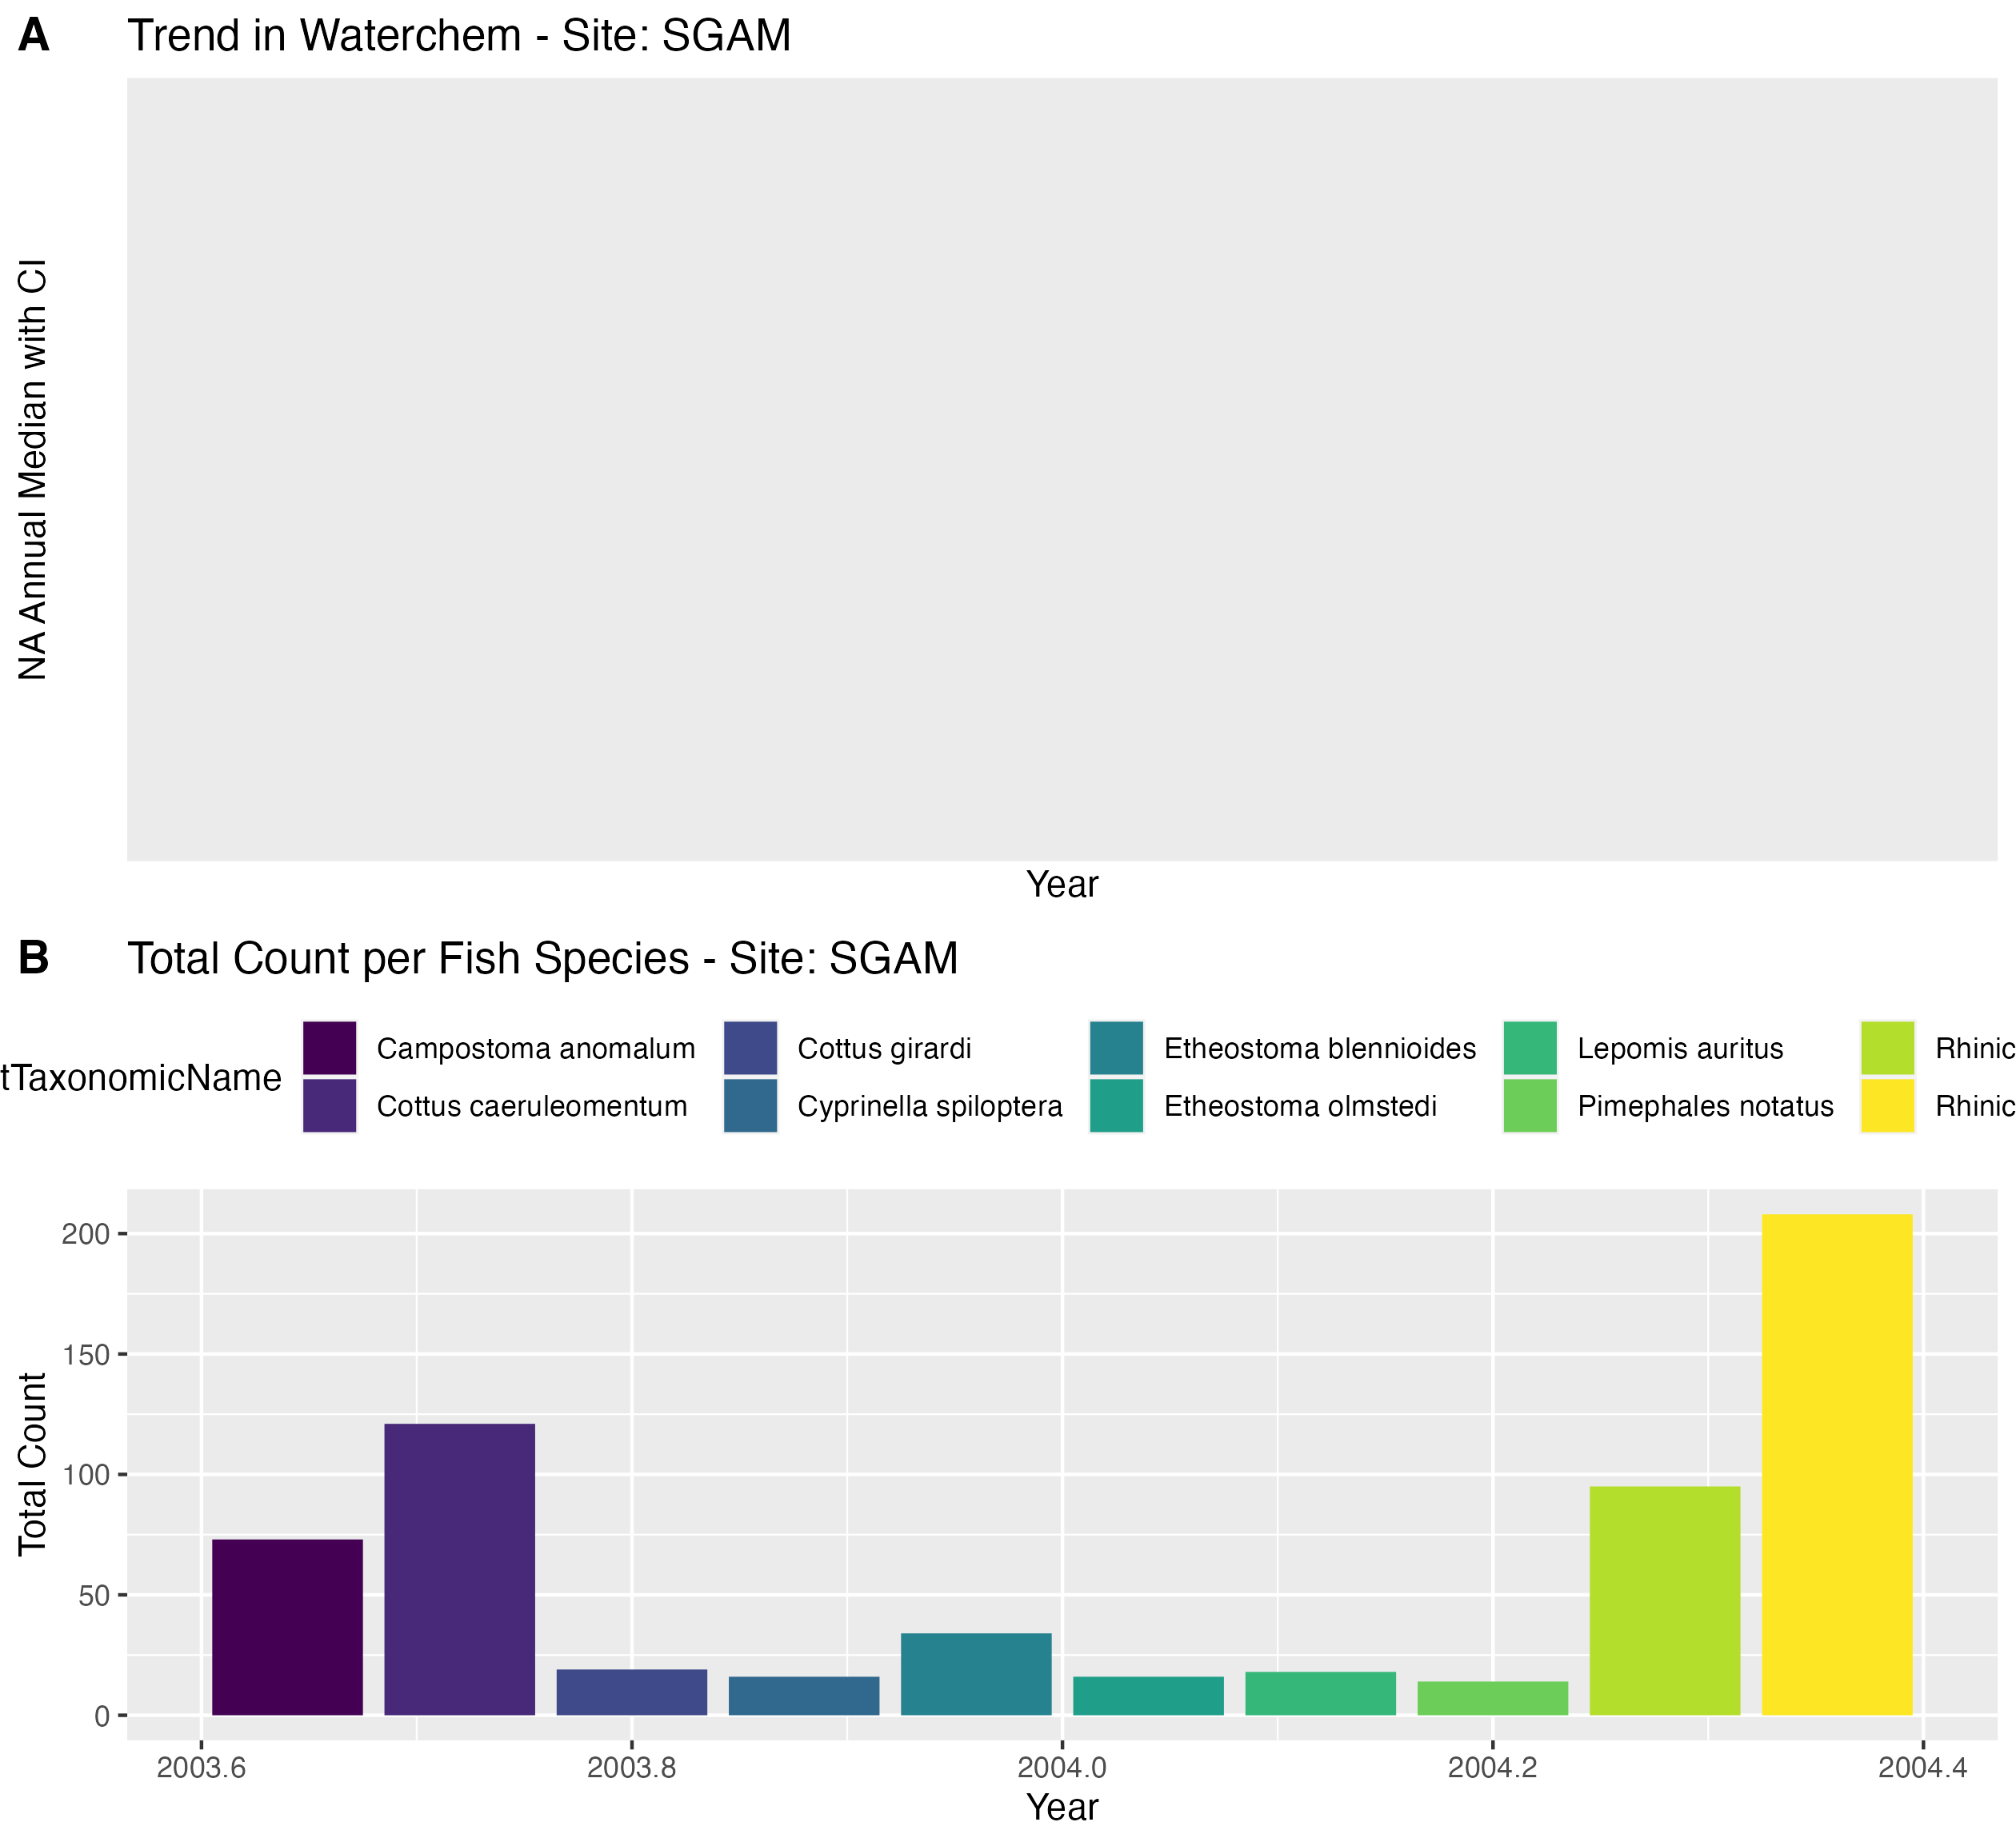 A Trend in Waterchem - Site: SGAM
NA Annual Median with CI
Year
B Total Count per Fish Species - Site: SGAM
tTaxonomicName
Campostoma anomalum Cottus girardi Etheostoma blennioides Lepomis auritus Rhinic
Cottus caeruleomentum Cyprinella spiloptera Etheostoma olmstedi Pimephales notatus Rhinic
Total Count
200
150
100
50
0
2003.6 2003.8 2004.0 2004.2 2004.4
Year